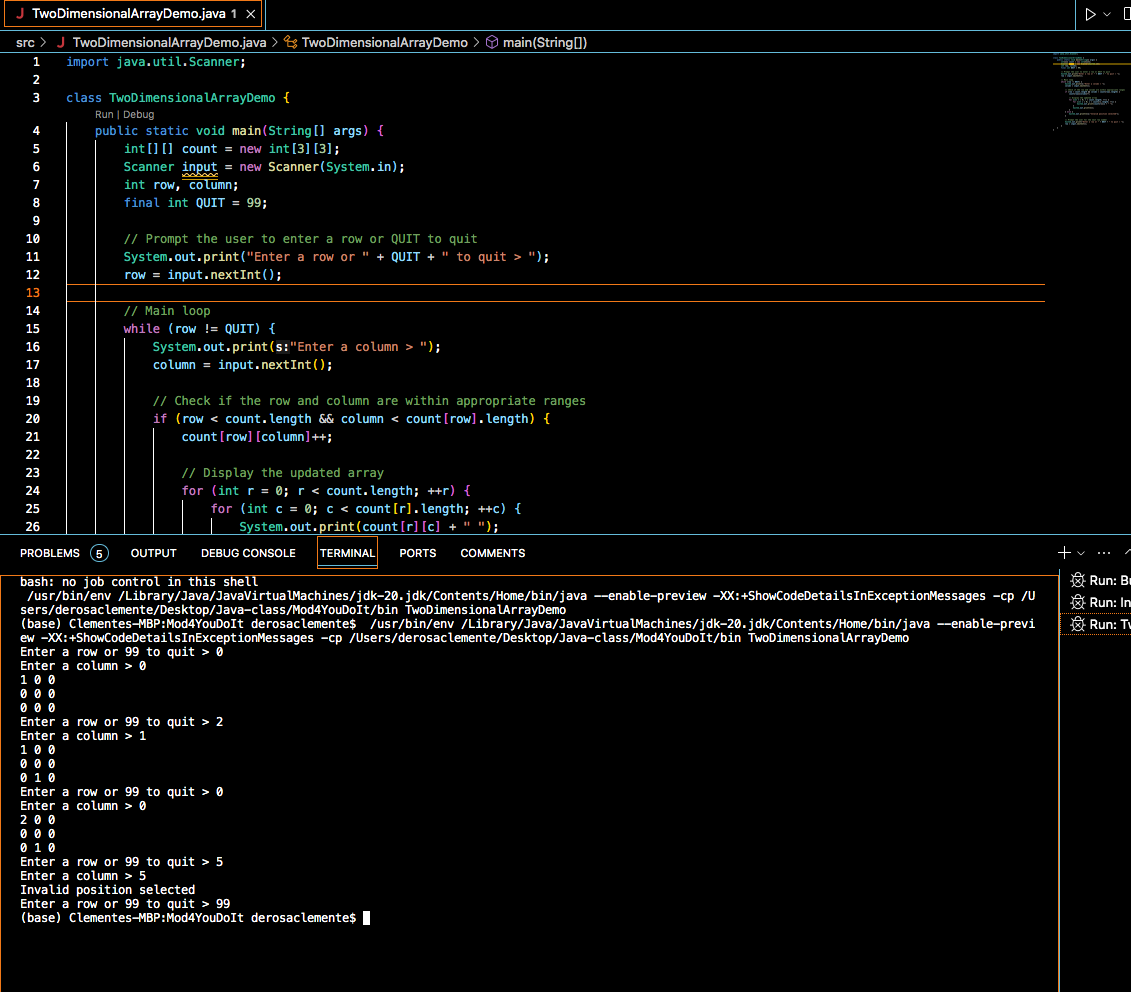 J TwoDimensionalArrayDemo.java 1 ×
src > J TwoDimensionalArrayDemo.java > TwoDimensionalArrayDemo > main(String[])
1 import java.util.Scanner;
2
3 class TwoDimensionalArrayDemo {
Run | Debug
4 public static void main(String[] args) {
5 int[][] count = new int[3][3];
6 Scanner input = new Scanner(System.in);
7 int row, column;
8 final int QUIT = 99;
9
10 // Prompt the user to enter a row or QUIT to quit
11 System.out.print("Enter a row or " + QUIT + " to quit > ");
12 row = input.nextInt();
13
14 // Main loop
15 while (row != QUIT) {
16 System.out.print(s:"Enter a column > ");
17 column = input.nextInt();
18
19 // Check if the row and column are within appropriate ranges
20 if (row < count.length && column < count[row].length) {
21 count[row][column]++;
22
23 // Display the updated array
24 for (int r = 0; r < count.length; ++r) {
25 for (int c = 0; c < count[r].length; ++c) {
26 System.out.print(count[r][c] + " ");
PROBLEMS 5 OUTPUT DEBUG CONSOLE TERMINAL PORTS COMMENTS
bash: no job control in this shell
/usr/bin/env /Library/Java/JavaVirtualMachines/jdk-20.jdk/Contents/Home/bin/java --enable-preview -XX:+ShowCodeDetailsInExceptionMessages -cp /U
sers/derosaclemente/Desktop/Java-class/Mod4YouDoIt/bin TwoDimensionalArrayDemo
(base) Clementes-MBP:Mod4YouDoIt derosaclemente$  /usr/bin/env /Library/Java/JavaVirtualMachines/jdk-20.jdk/Contents/Home/bin/java --enable-previ
ew -XX:+ShowCodeDetailsInExceptionMessages -cp /Users/derosaclemente/Desktop/Java-class/Mod4YouDoIt/bin TwoDimensionalArrayDemo
Enter a row or 99 to quit > 0
Enter a column > 0
1 0 0
0 0 0
0 0 0
Enter a row or 99 to quit > 2
Enter a column > 1
1 0 0
0 0 0
0 1 0
Enter a row or 99 to quit > 0
Enter a column > 0
2 0 0
0 0 0
0 1 0
Enter a row or 99 to quit > 5
Enter a column > 5
Invalid position selected
Enter a row or 99 to quit > 99
(base) Clementes-MBP:Mod4YouDoIt derosaclemente$
Run: Bu
Run: In
Run: Tw